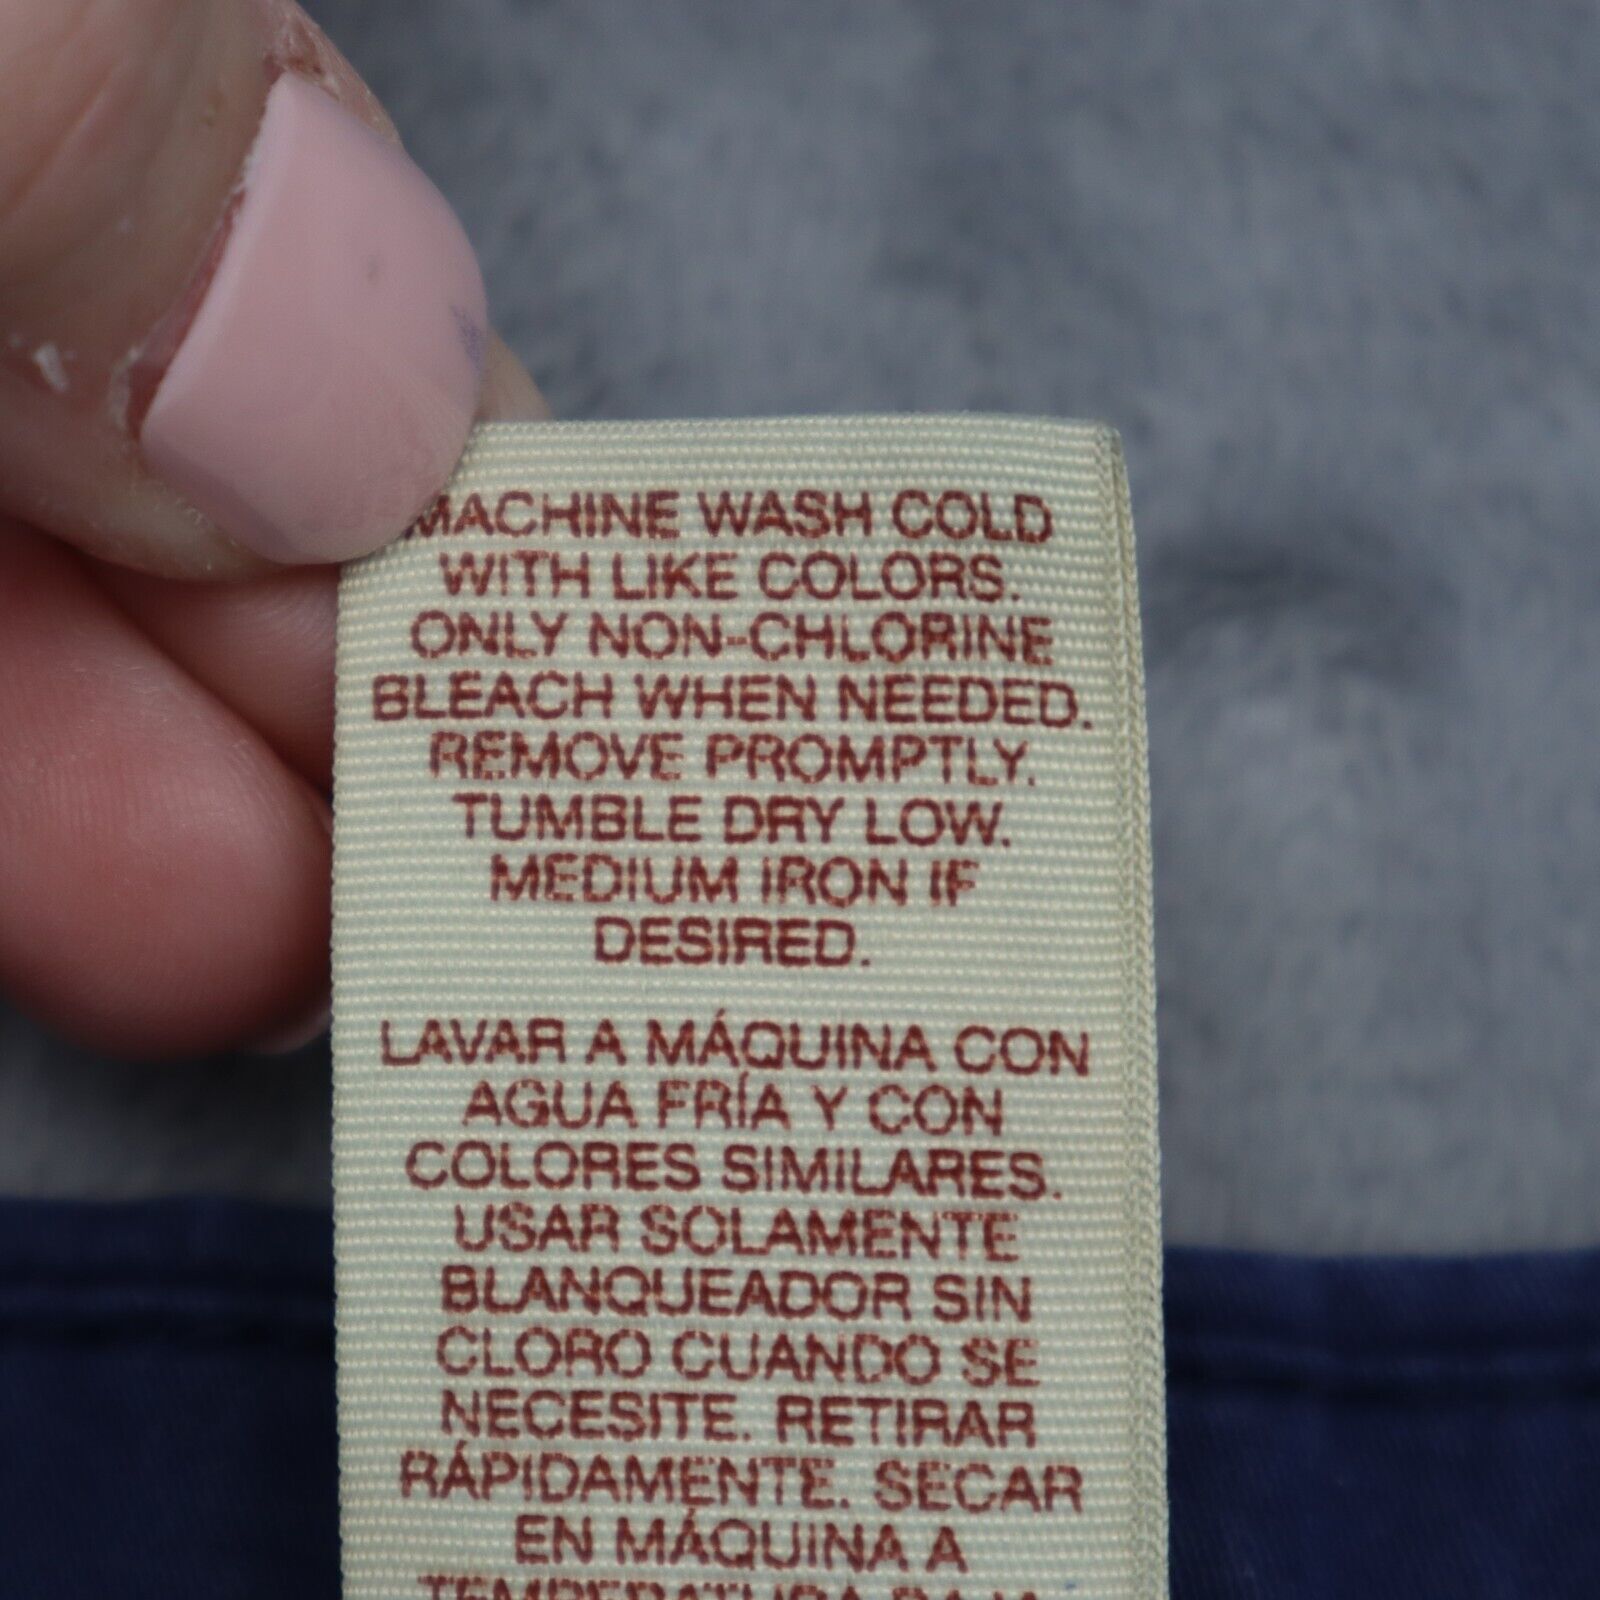 MACHINE WASH COLD
WITH LIKE COLORS.
ONLY NON-CHLORINE
BLEACH WHEN NEEDED.
REMOVE PROMPTLY.
TUMBLE DRY LOW.
MEDIUM IRON IF
DESIRED.
LAVAR A MÁQUINA CON
AGUA FRÍA Y CON
COLORES SIMILARES.
USAR SOLAMENTE
BLANQUEADOR SIN
CLORO CUANDO SE
NECESITE. RETIRAR
RÁPIDAMENTE. SECAR
EN MÁQUINA A
TEMPERATURA BAJA